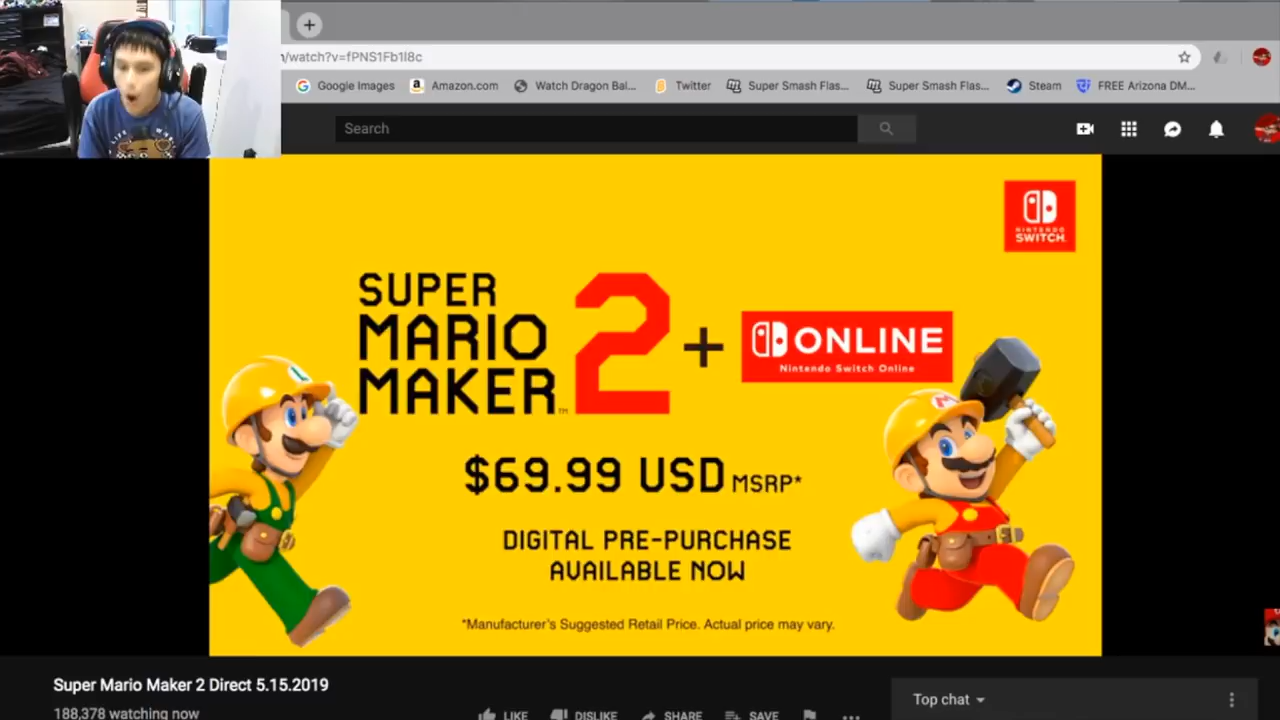 +
/watch?v=fPNS1Fb1l8c
Google Images
Amazon.com
Watch Dragon Bal...
Twitter
Super Smash Flas...
Super Smash Flas...
Steam
FREE Arizona DM...
Search
NINTENDO
SWITCH.
SUPER
MARIO
MAKER™
2
+
ONLINE
Nintendo Switch Online
L
M
$69.99 USD MSRP*
DIGITAL PRE-PURCHASE
AVAILABLE NOW
*Manufacturer's Suggested Retail Price. Actual price may vary.
Super Mario Maker 2 Direct 5.15.2019
188,378 watching now
LIKE
DISLIKE
SHARE
SAVE
Top chat